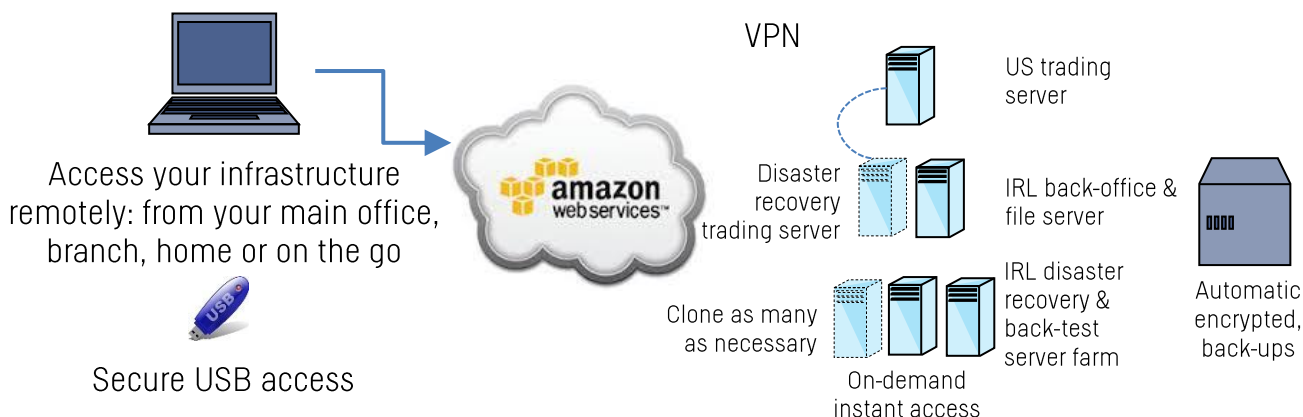 Access your infrastructure
remotely: from your main office,
branch, home or on the go
USB
Secure USB access
amazon
webservices™
VPN
US trading
server
Disaster
recovery
trading server
IRL back-office &
file server
Clone as many
as necessary
IRL disaster
recovery &
back-test
server farm
On-demand
instant access
Automatic
encrypted,
back-ups